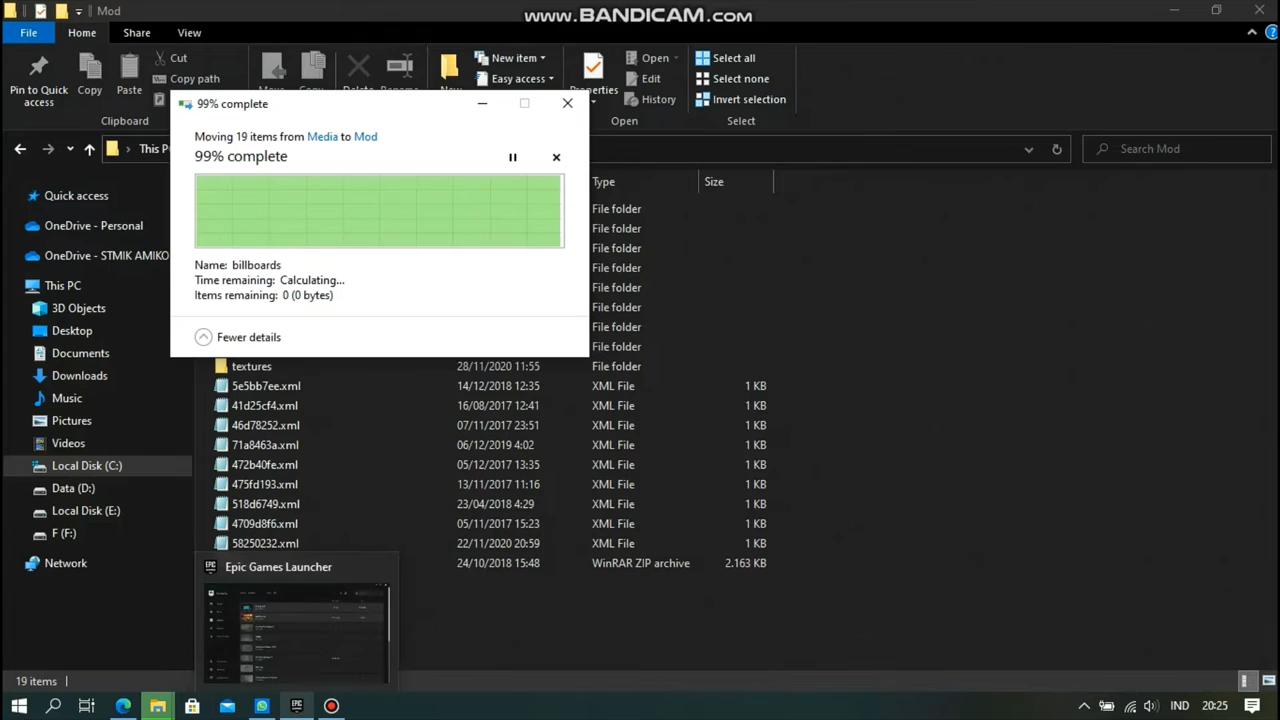 Mod
www.BANDICAM.com
File
Home
Share
View
Pin to Quick access
Copy
Paste
Cut
Copy path
Clipboard
New item
Easy access
Properties
Open
Edit
History
Open
Select all
Select none
Invert selection
Select
This P
Search Mod
99% complete
Moving 19 items from Media to Mod
99% complete
Name: billboards
Time remaining: Calculating...
Items remaining: 0 (0 bytes)
Fewer details
Quick access
OneDrive - Personal
OneDrive - STMIK AMIKO
This PC
3D Objects
Desktop
Documents
Downloads
Music
Pictures
Videos
Local Disk (C:)
Data (D:)
Local Disk (E:)
F (F:)
Network
Type
Size
File folder
File folder
File folder
File folder
File folder
File folder
File folder
File folder
textures 28/11/2020 11:55 File folder
5e5bb7ee.xml 14/12/2018 12:35 XML File 1 KB
41d25cf4.xml 16/08/2017 12:41 XML File 1 KB
46d78252.xml 07/11/2017 23:51 XML File 1 KB
71a8463a.xml 06/12/2019 4:02 XML File 1 KB
472b40fe.xml 05/12/2017 13:35 XML File 1 KB
475fd193.xml 13/11/2017 11:16 XML File 1 KB
518d6749.xml 23/04/2018 4:29 XML File 1 KB
4709d8f6.xml 05/11/2017 15:23 XML File 1 KB
58250232.xml 22/11/2020 20:59 XML File 1 KB
24/10/2018 15:48 WinRAR ZIP archive 2.163 KB
EPIC GAMES
Epic Games Launcher
19 items
EPIC
IND
20:25